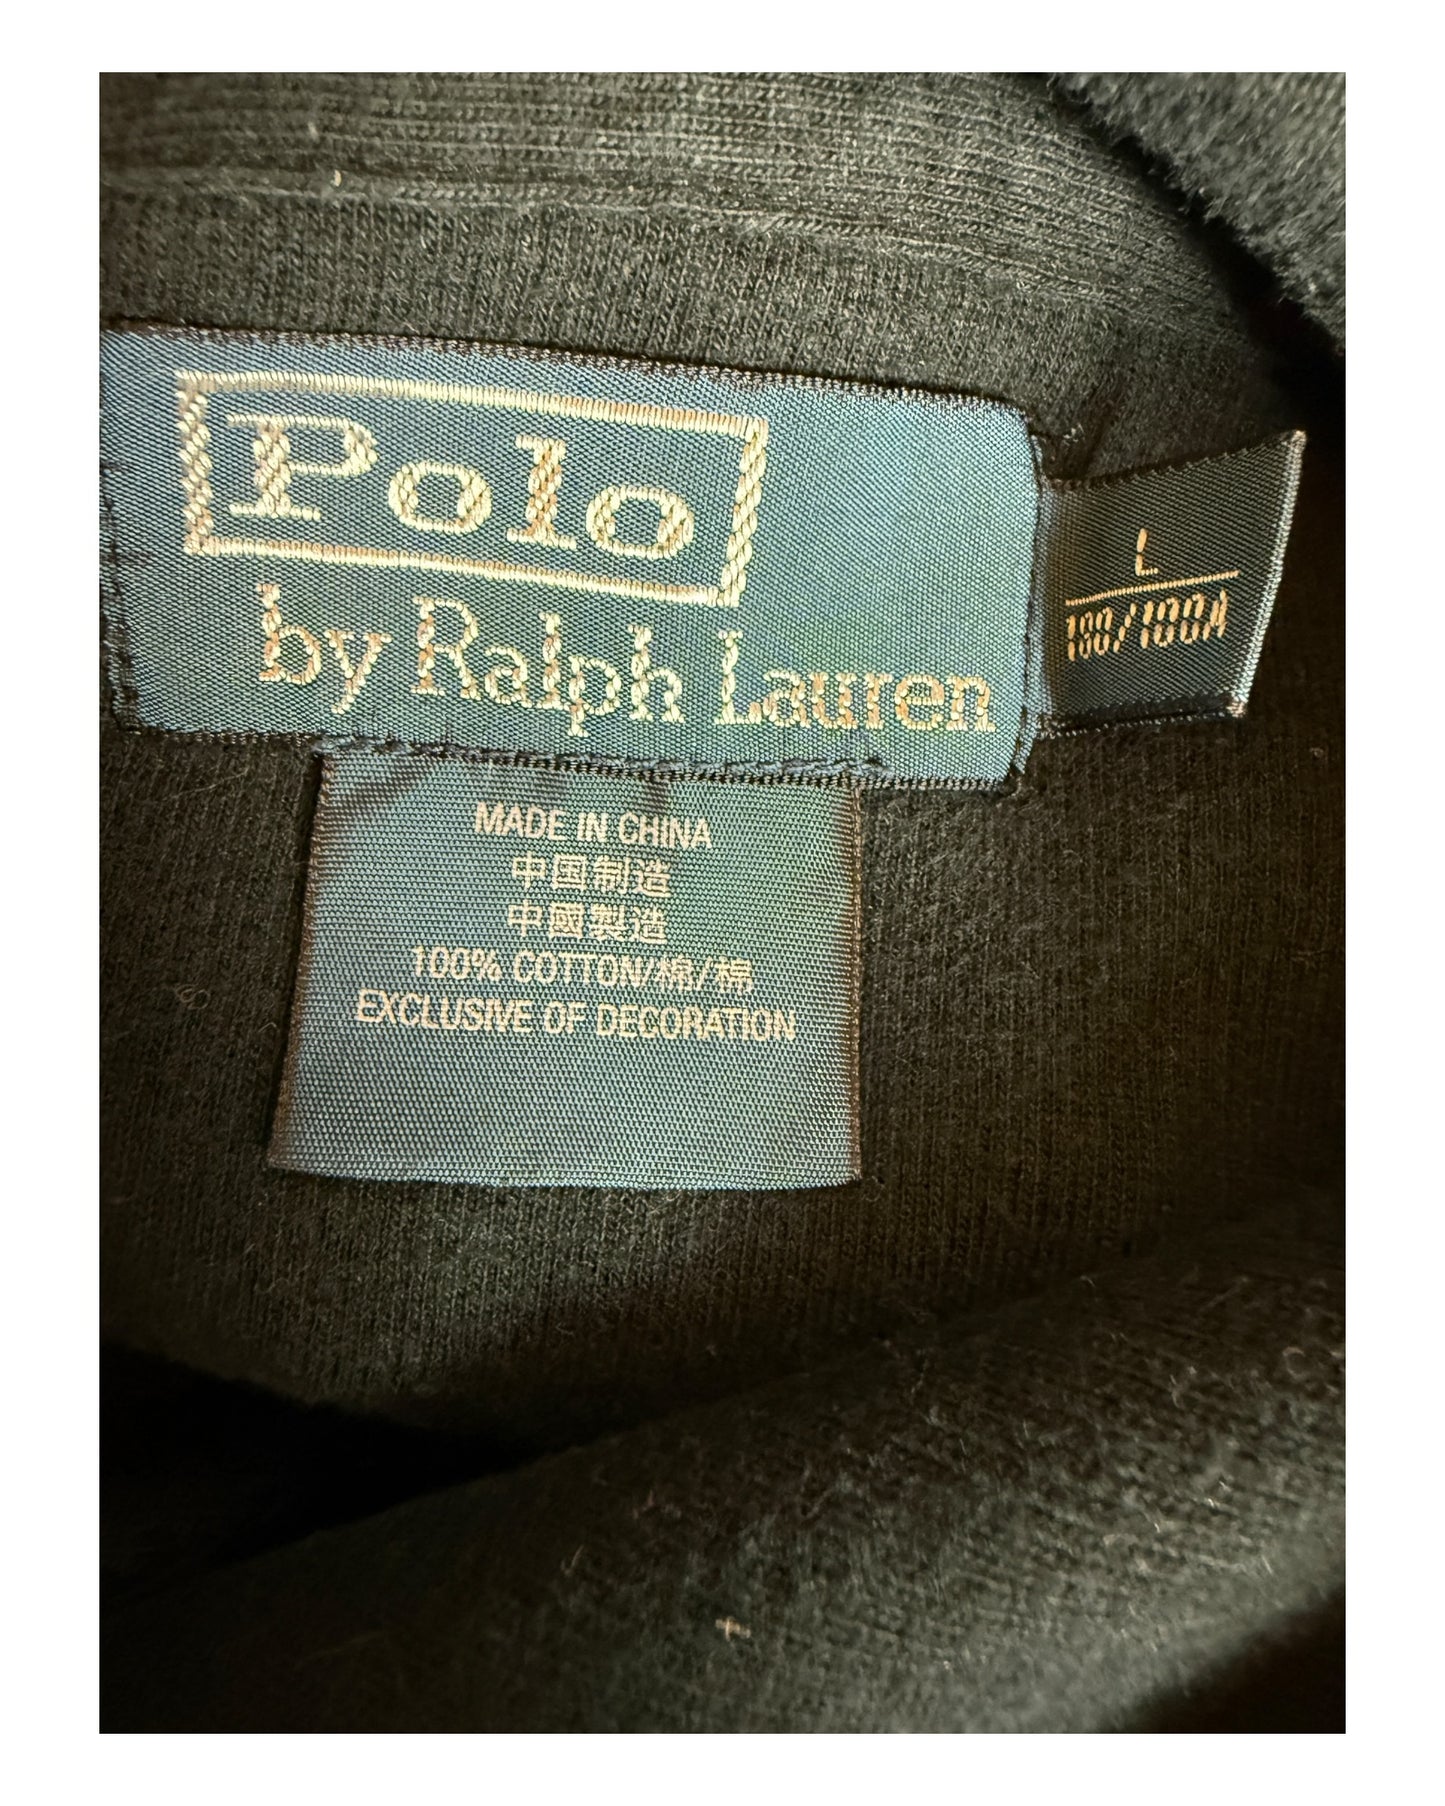 Polo
by Ralph Lauren
L
180/100A
MADE IN CHINA
中国制造
中國製造
100% COTTON/棉/棉
EXCLUSIVE OF DECORATION